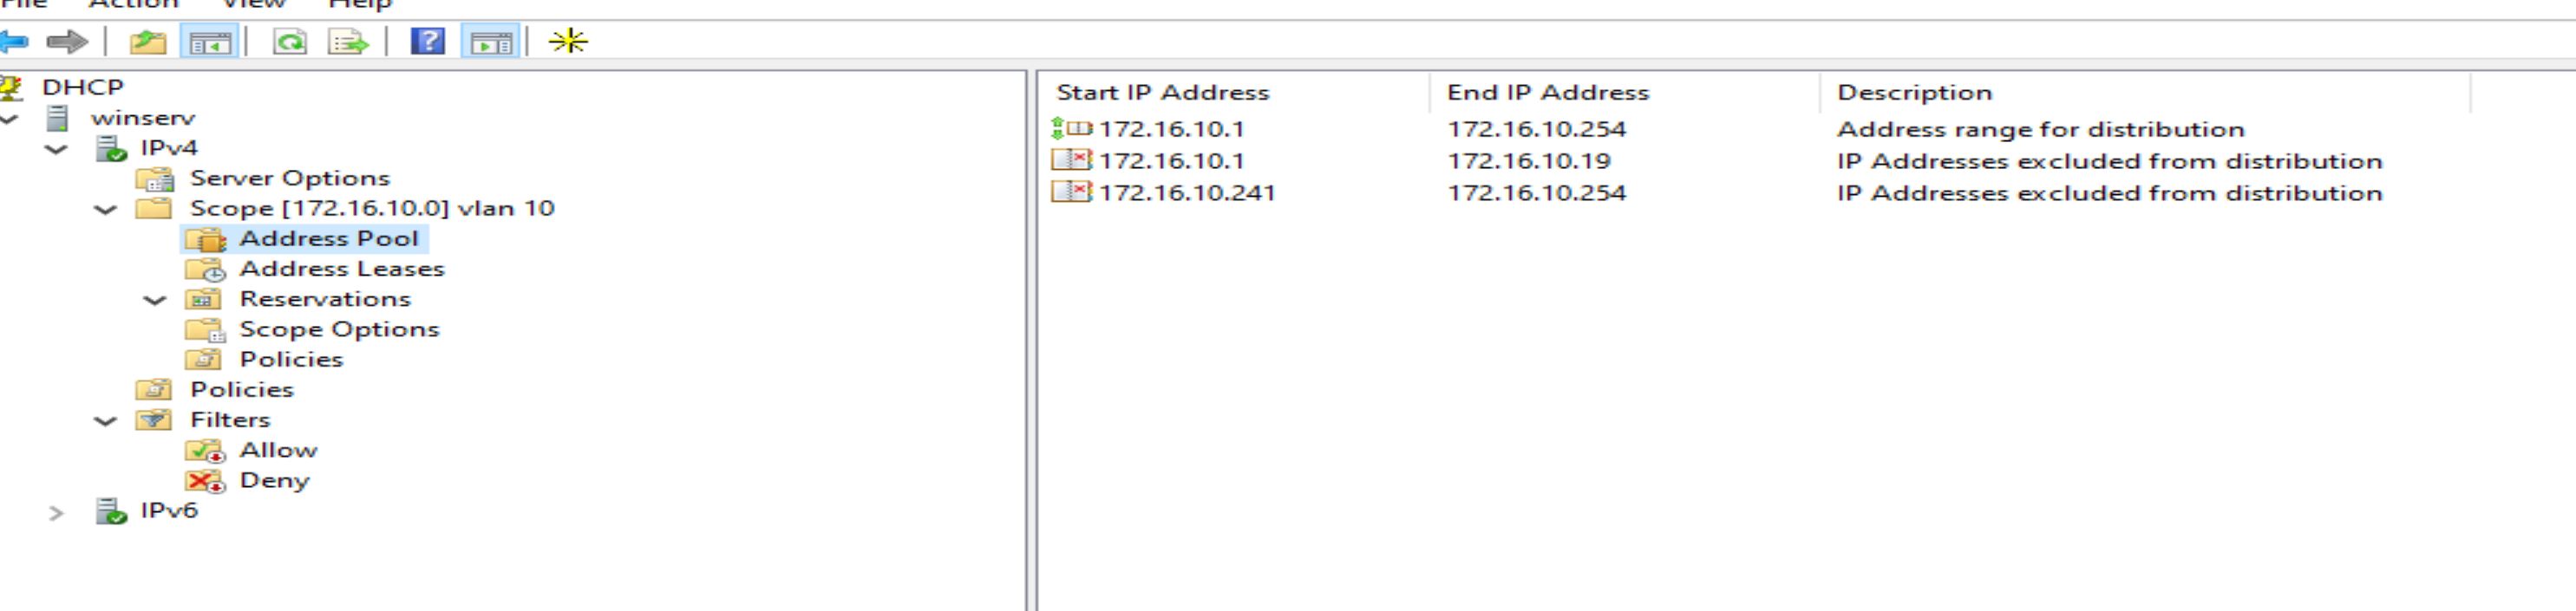 File Action View Help
DHCP
winserv
IPv4
Server Options
Scope [172.16.10.0] vlan 10
Address Pool
Address Leases
Reservations
Scope Options
Policies
Policies
Filters
Allow
Deny
IPv6
Start IP Address End IP Address Description
172.16.10.1 172.16.10.254 Address range for distribution
172.16.10.1 172.16.10.19 IP Addresses excluded from distribution
172.16.10.241 172.16.10.254 IP Addresses excluded from distribution